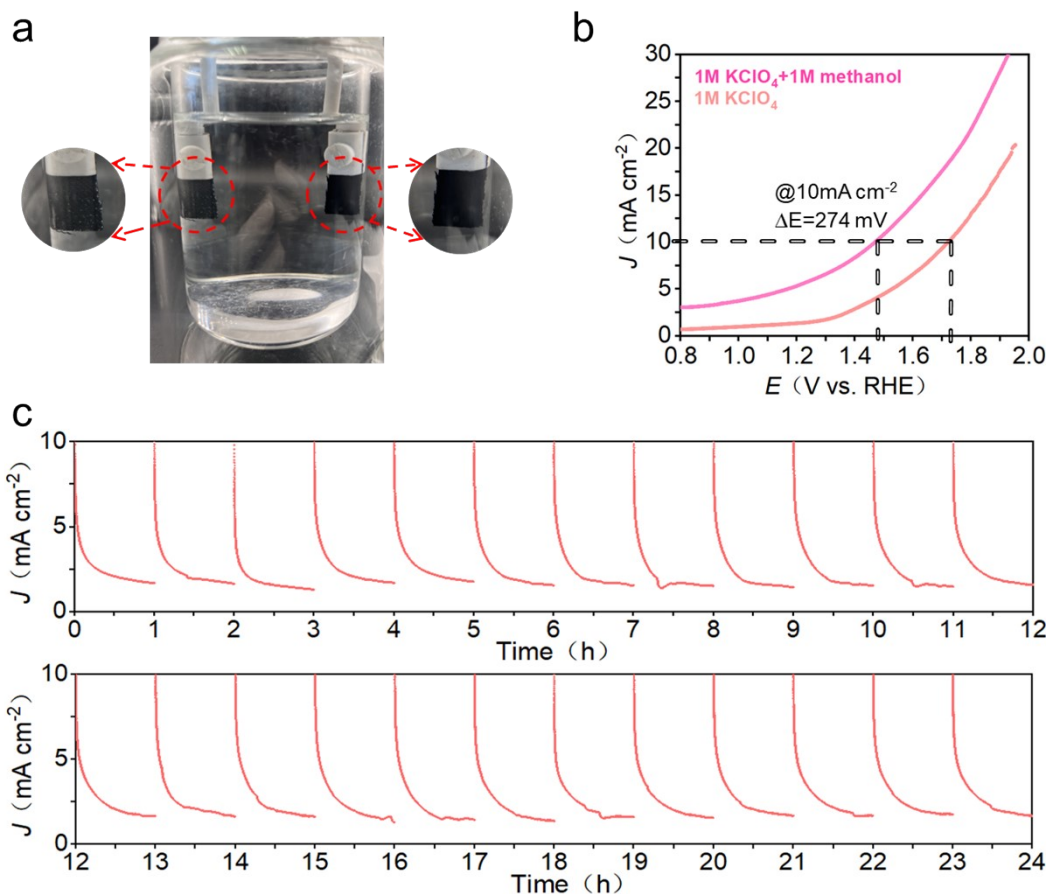 a
b
30
25
20
15
10
5
0
J（mA cm⁻²）
1M KClO₄+1M methanol
1M KClO₄
@10mA cm⁻²
ΔE=274 mV
0.8 1.0 1.2 1.4 1.6 1.8 2.0
E（V vs. RHE）
c
10
5
0
J（mA cm⁻²）
0 1 2 3 4 5 6 7 8 9 10 11 12
Time（h）
10
5
0
J（mA cm⁻²）
12 13 14 15 16 17 18 19 20 21 22 23 24
Time（h）